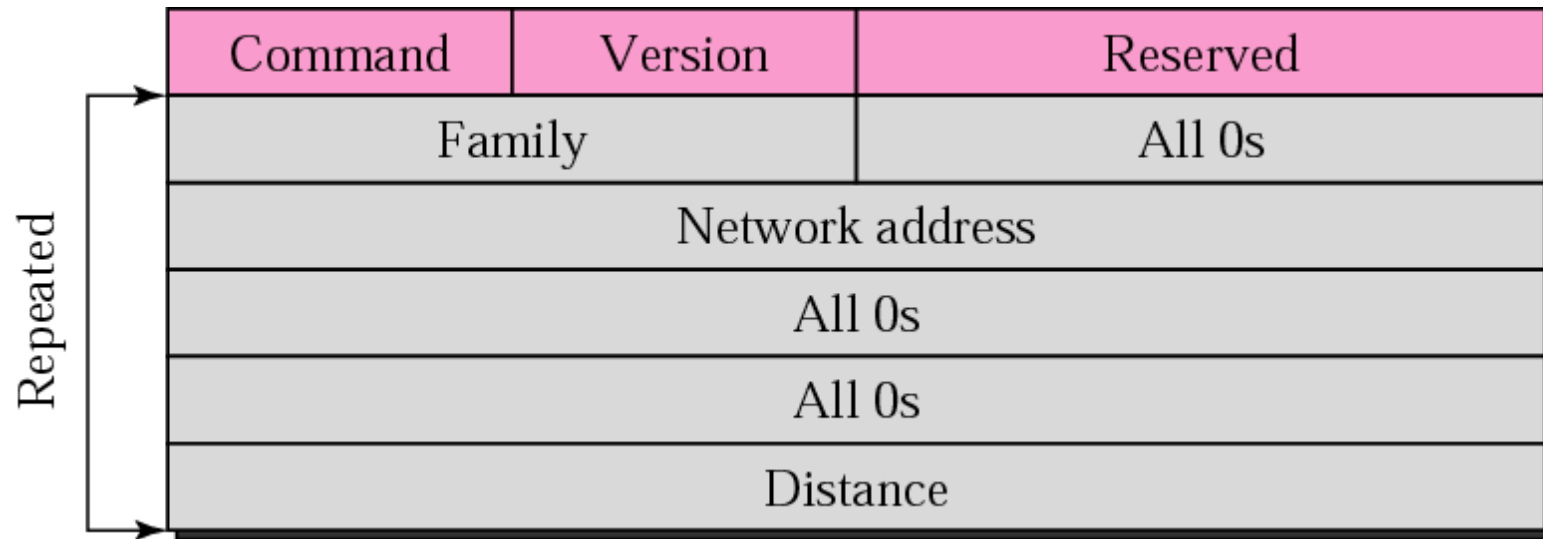 Command Version Reserved
Family All 0s
Network address
All 0s
All 0s
Distance
Repeated